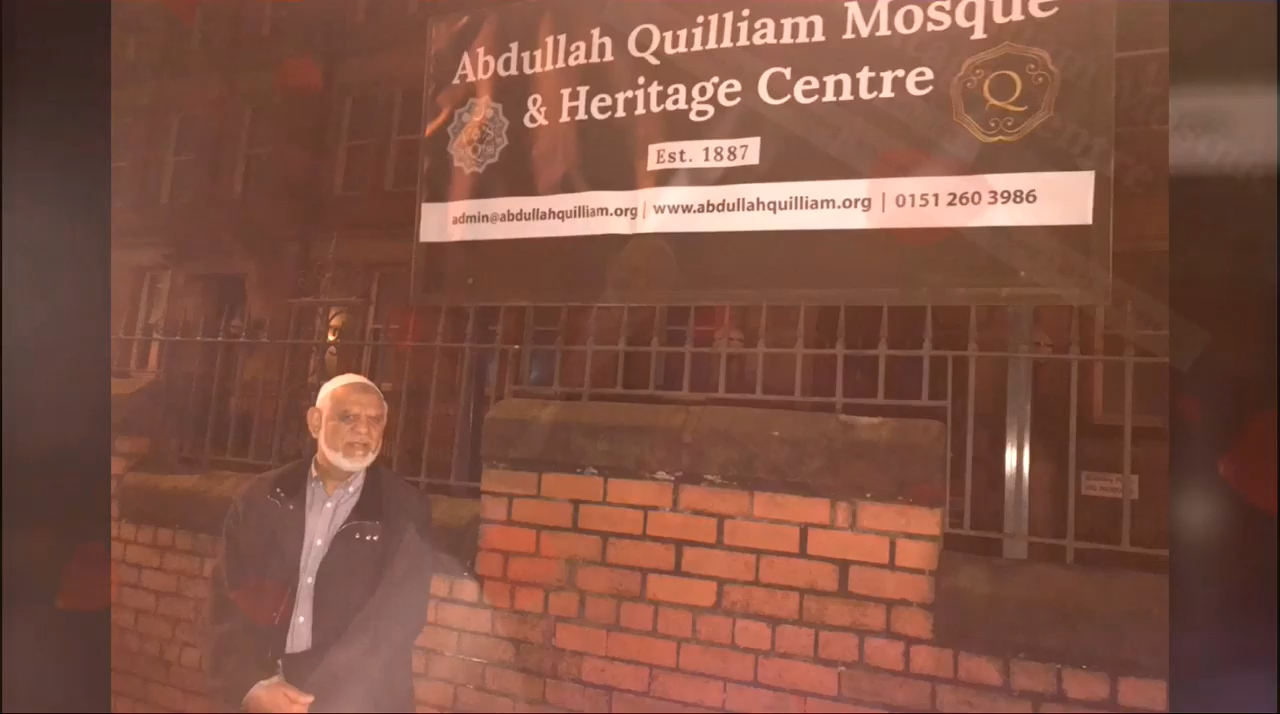 Abdullah Quilliam Mosque
& Heritage Centre
Q
Est. 1887
admin@abdullahquilliam.org | www.abdullahquilliam.org | 0151 260 3986